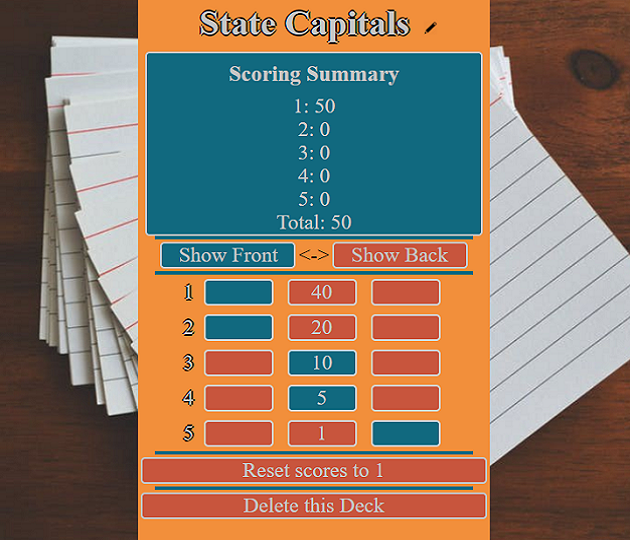 State Capitals
Scoring Summary
1: 50
2: 0
3: 0
4: 0
5: 0
Total: 50
Show Front <-> Show Back
1 40
2 20
3 10
4 5
5 1
Reset scores to 1
Delete this Deck